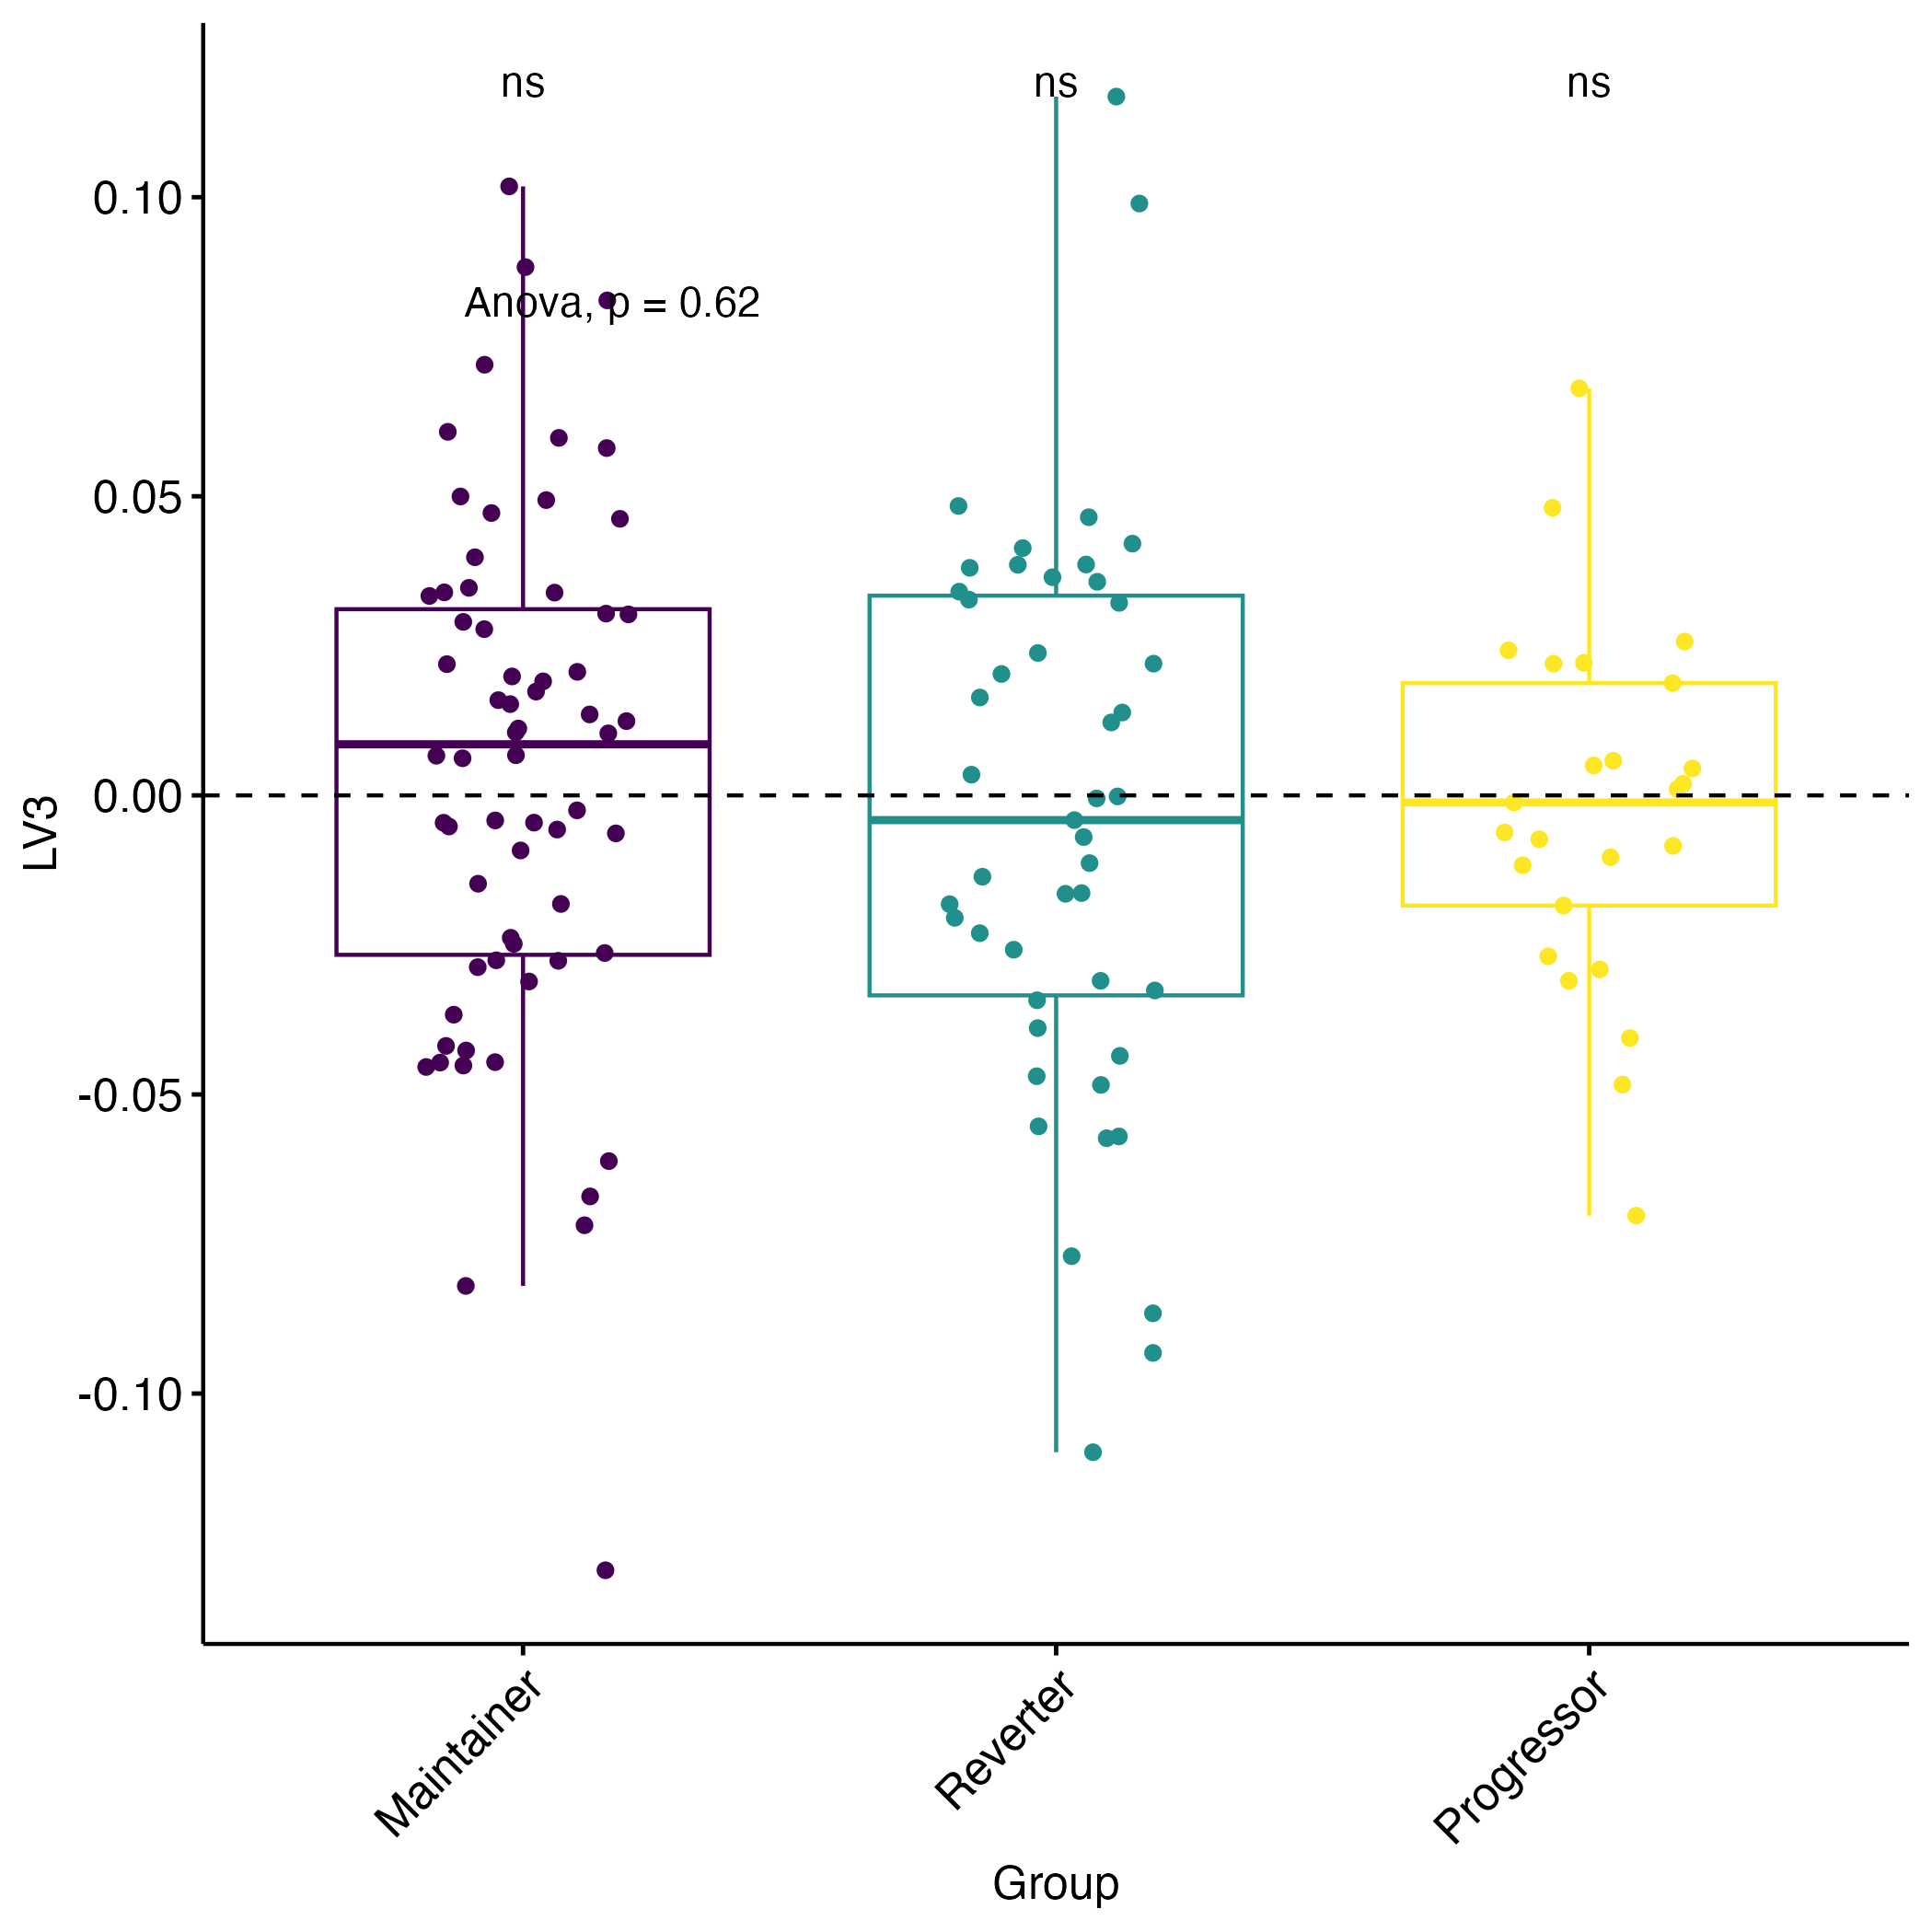 ns ns ns
Anova, p = 0.62
0.10
0.05
0.00
-0.05
-0.10
LV3
Maintainer
Reverter
Progressor
Group